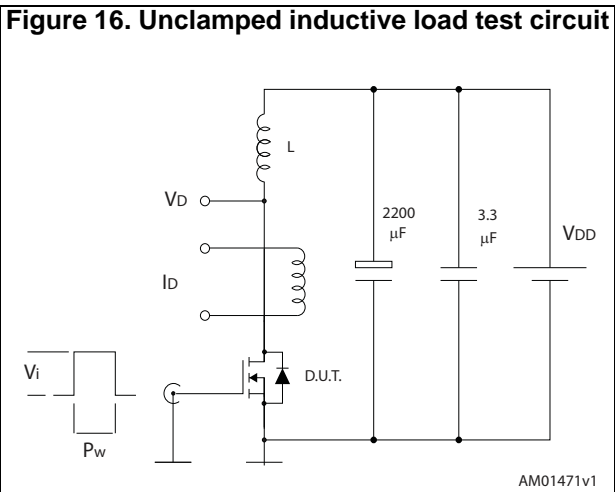 Figure 16. Unclamped inductive load test circuit
L
VD
2200
μF
3.3
μF
VDD
ID
Vi
D.U.T.
Pw
AM01471v1